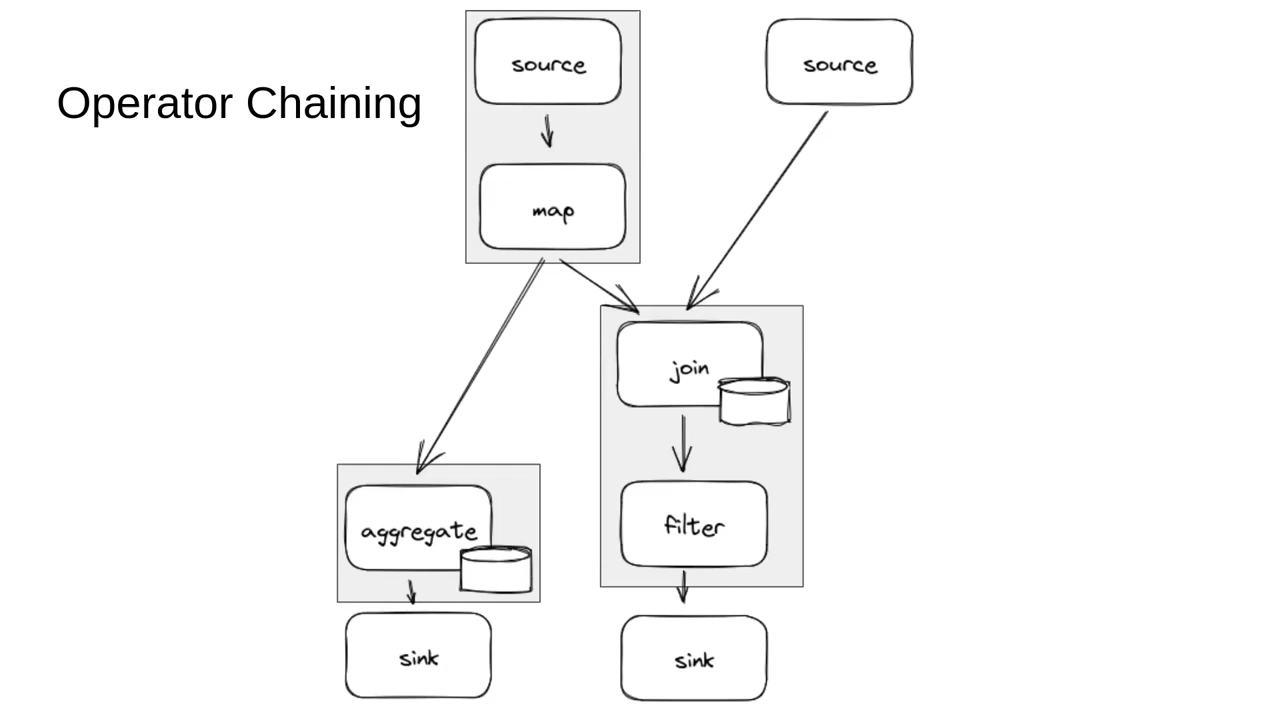 Operator Chaining
source
source
map
join
aggregate
filter
sink
sink